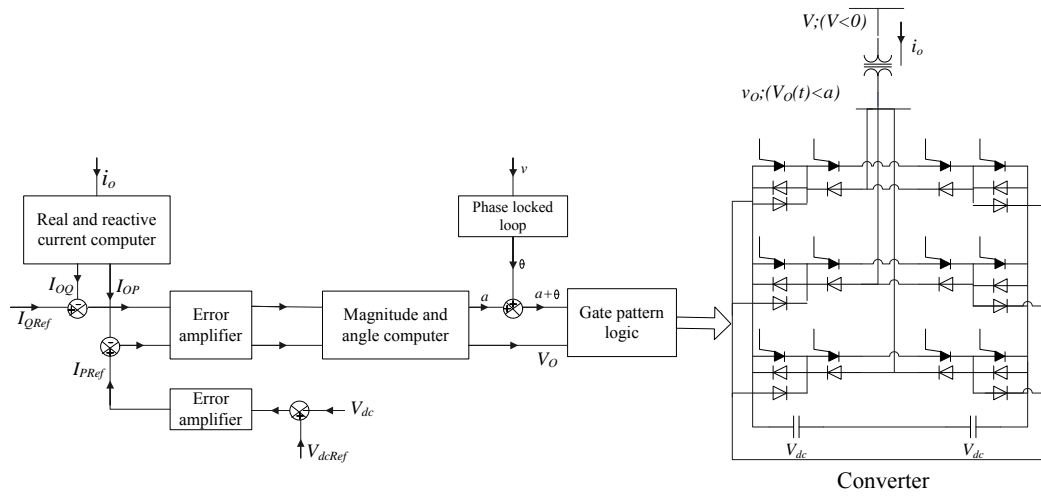 V;(V<0)
i_o
v_O;(V_O(t)<a)
i_o
v
Real and reactive
current computer
Phase locked
loop
θ
I_OQ
I_OP
I_QRef
Error
amplifier
Magnitude and
angle computer
a
a+θ
Gate pattern
logic
V_O
I_PRef
Error
amplifier
V_dc
V_dcRef
V_dc
V_dc
Converter